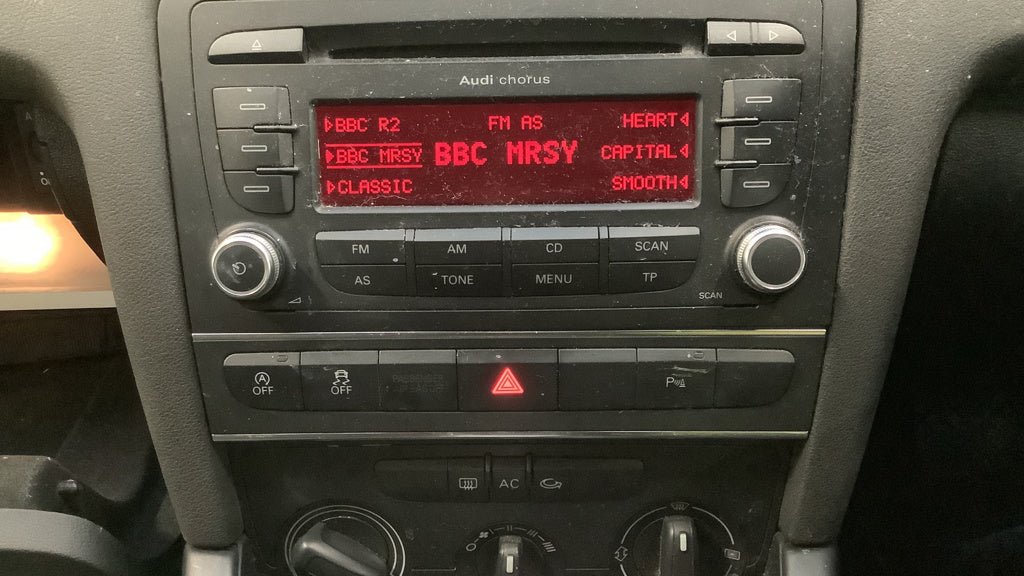 Audi chorus
BBC R2 FM AS HEART
BBC MRSY BBC MRSY CAPITAL
CLASSIC SMOOTH
FM AM CD SCAN
AS TONE MENU TP
SCAN
A OFF OFF P
AC